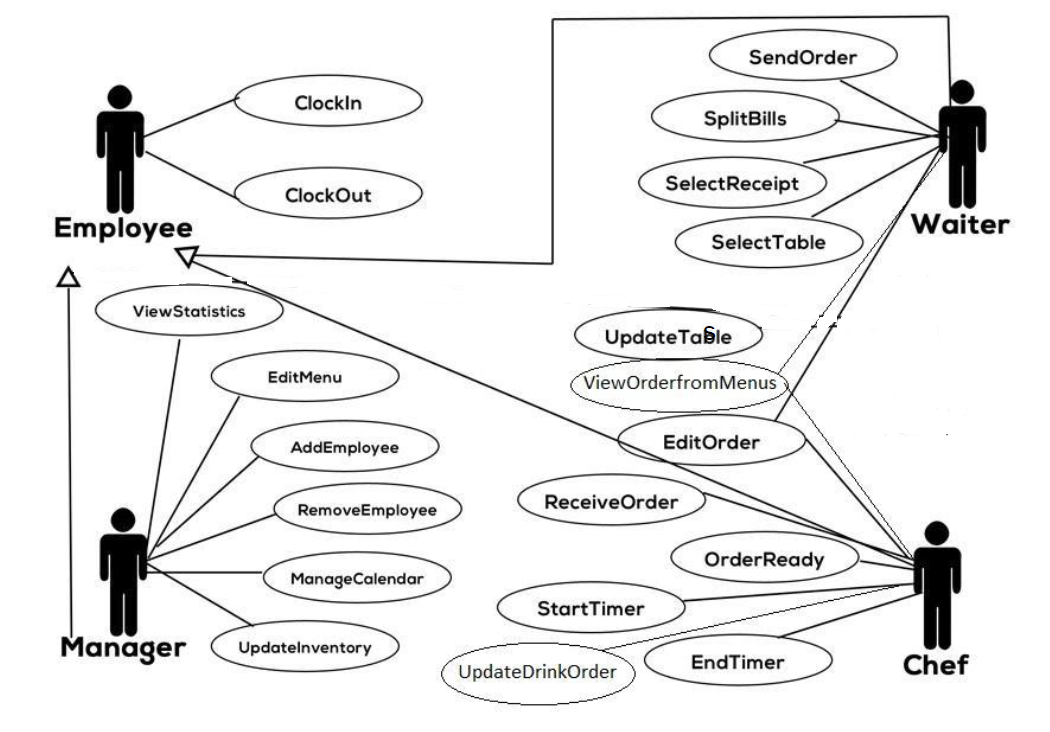 SendOrder
ClockIn
SplitBills
SelectReceipt
ClockOut
Employee
Waiter
SelectTable
ViewStatistics
UpdateTable
S
EditMenu
ViewOrderfromMenus
AddEmployee
EditOrder
RemoveEmployee
ReceiveOrder
OrderReady
ManageCalendar
StartTimer
Manager
UpdateInventory
UpdateDrinkOrder
EndTimer
Chef